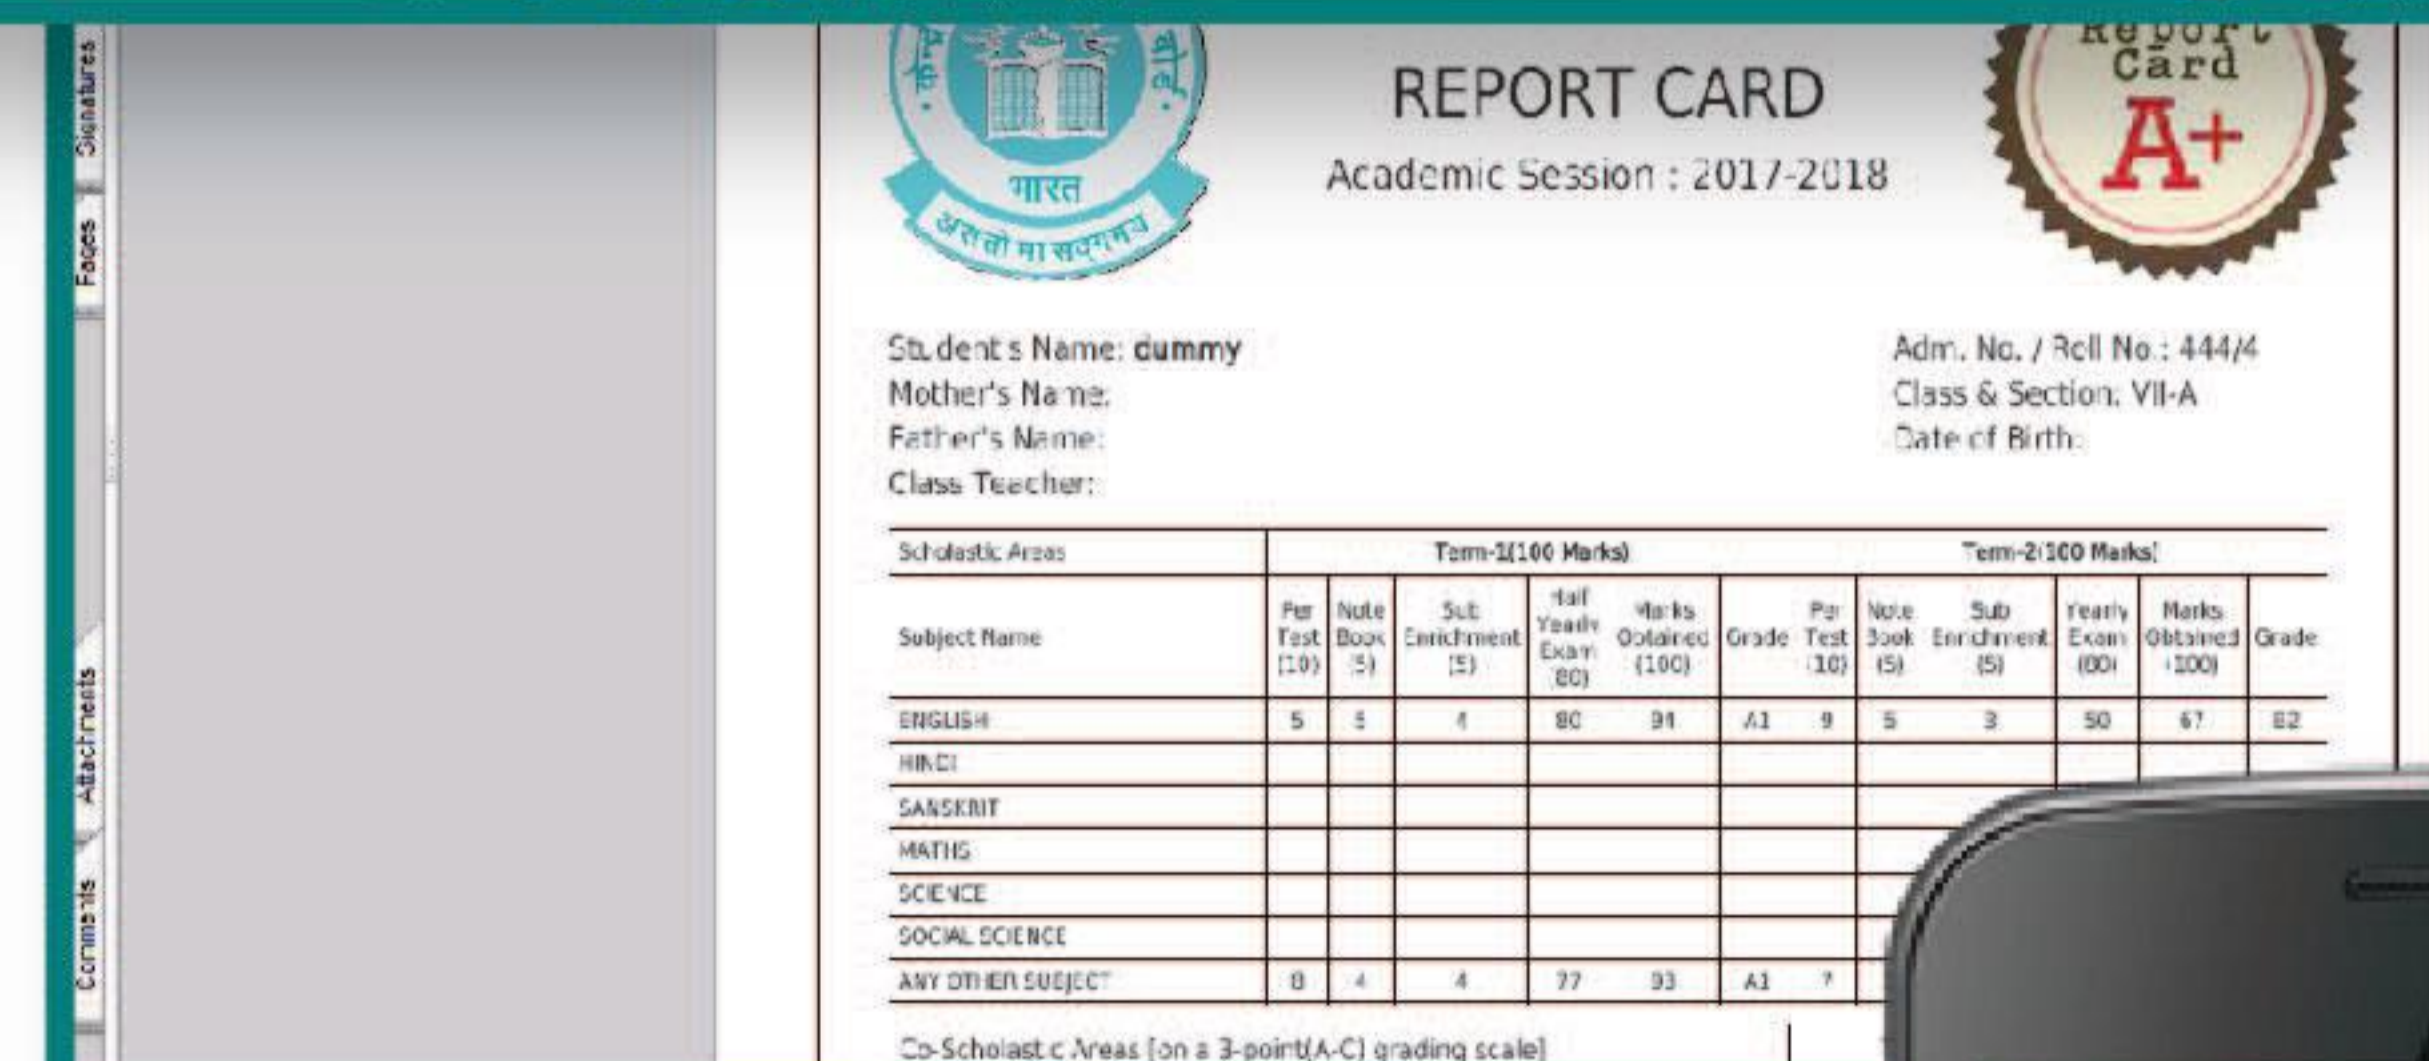 Signatures
Pages
Attachments
Comments
भारत
असतो मा सद्गमय
REPORT CARD
Academic Session : 2017-2018
Report
Card
A+
Student's Name: dummy
Mother's Name:
Father's Name:
Class Teacher:
Adm. No. / Roll No.: 444/4
Class & Section: VII-A
Date of Birth:
Scholastic Areas Term-1(100 Marks) Term-2(100 Marks)
Subject Name Per Test (10) Note Book (5) Sub Enrichment (5) Half Yearly Exam (80) Marks Obtained (100) Grade Per Test (10) Note Book (5) Sub Enrichment (5) Yearly Exam (80) Marks Obtained (100) Grade
ENGLISH 5 5 4 80 94 A1 9 5 3 50 67 B2
HINDI
SANSKRIT
MATHS
SCIENCE
SOCIAL SCIENCE
ANY OTHER SUBJECT 8 4 4 77 93 A1 7
Co-Scholastic Areas [on a 3-point(A-C) grading scale]